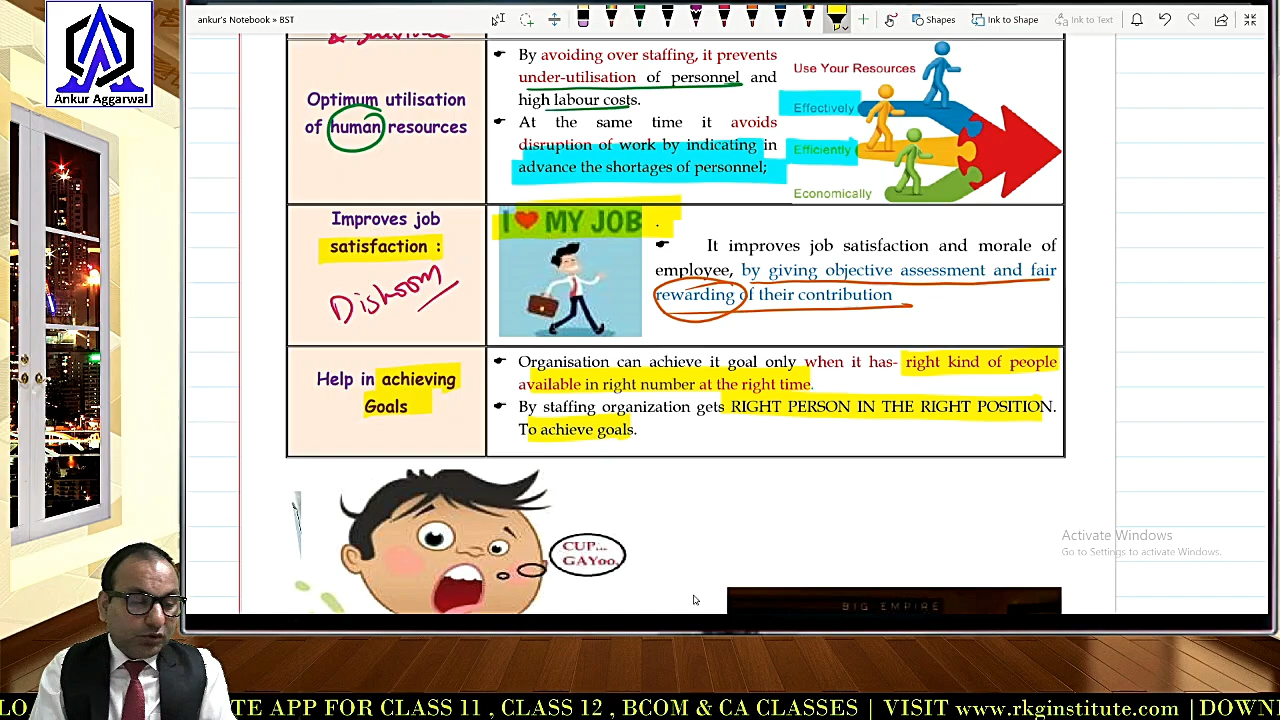 ankur's Notebook » BST
Shapes
Ink to Shape
Ink to Text
Ankur Aggarwal
&
Optimum utilisation
of human resources
By avoiding over staffing, it prevents
under-utilisation of personnel and
high labour costs.
At the same time it avoids
disruption of work by indicating in
advance the shortages of personnel;
Use Your Resources
Effectively
Efficiently
Economically
Improves job
satisfaction :
Dishoom
I MY JOB
It improves job satisfaction and morale of
employee, by giving objective assessment and fair
rewarding of their contribution
Help in achieving
Goals
Organisation can achieve it goal only when it has- right kind of people
available in right number at the right time.
By staffing organization gets RIGHT PERSON IN THE RIGHT POSITION.
To achieve goals.
CUP...
GAYoo,
Activate Windows
Go to Settings to activate Windows.
BIG EMPIRE
LO TE APP FOR CLASS 11 , CLASS 12 , BCOM & CA CLASSES | VISIT www.rkginstitute.com | DOWN